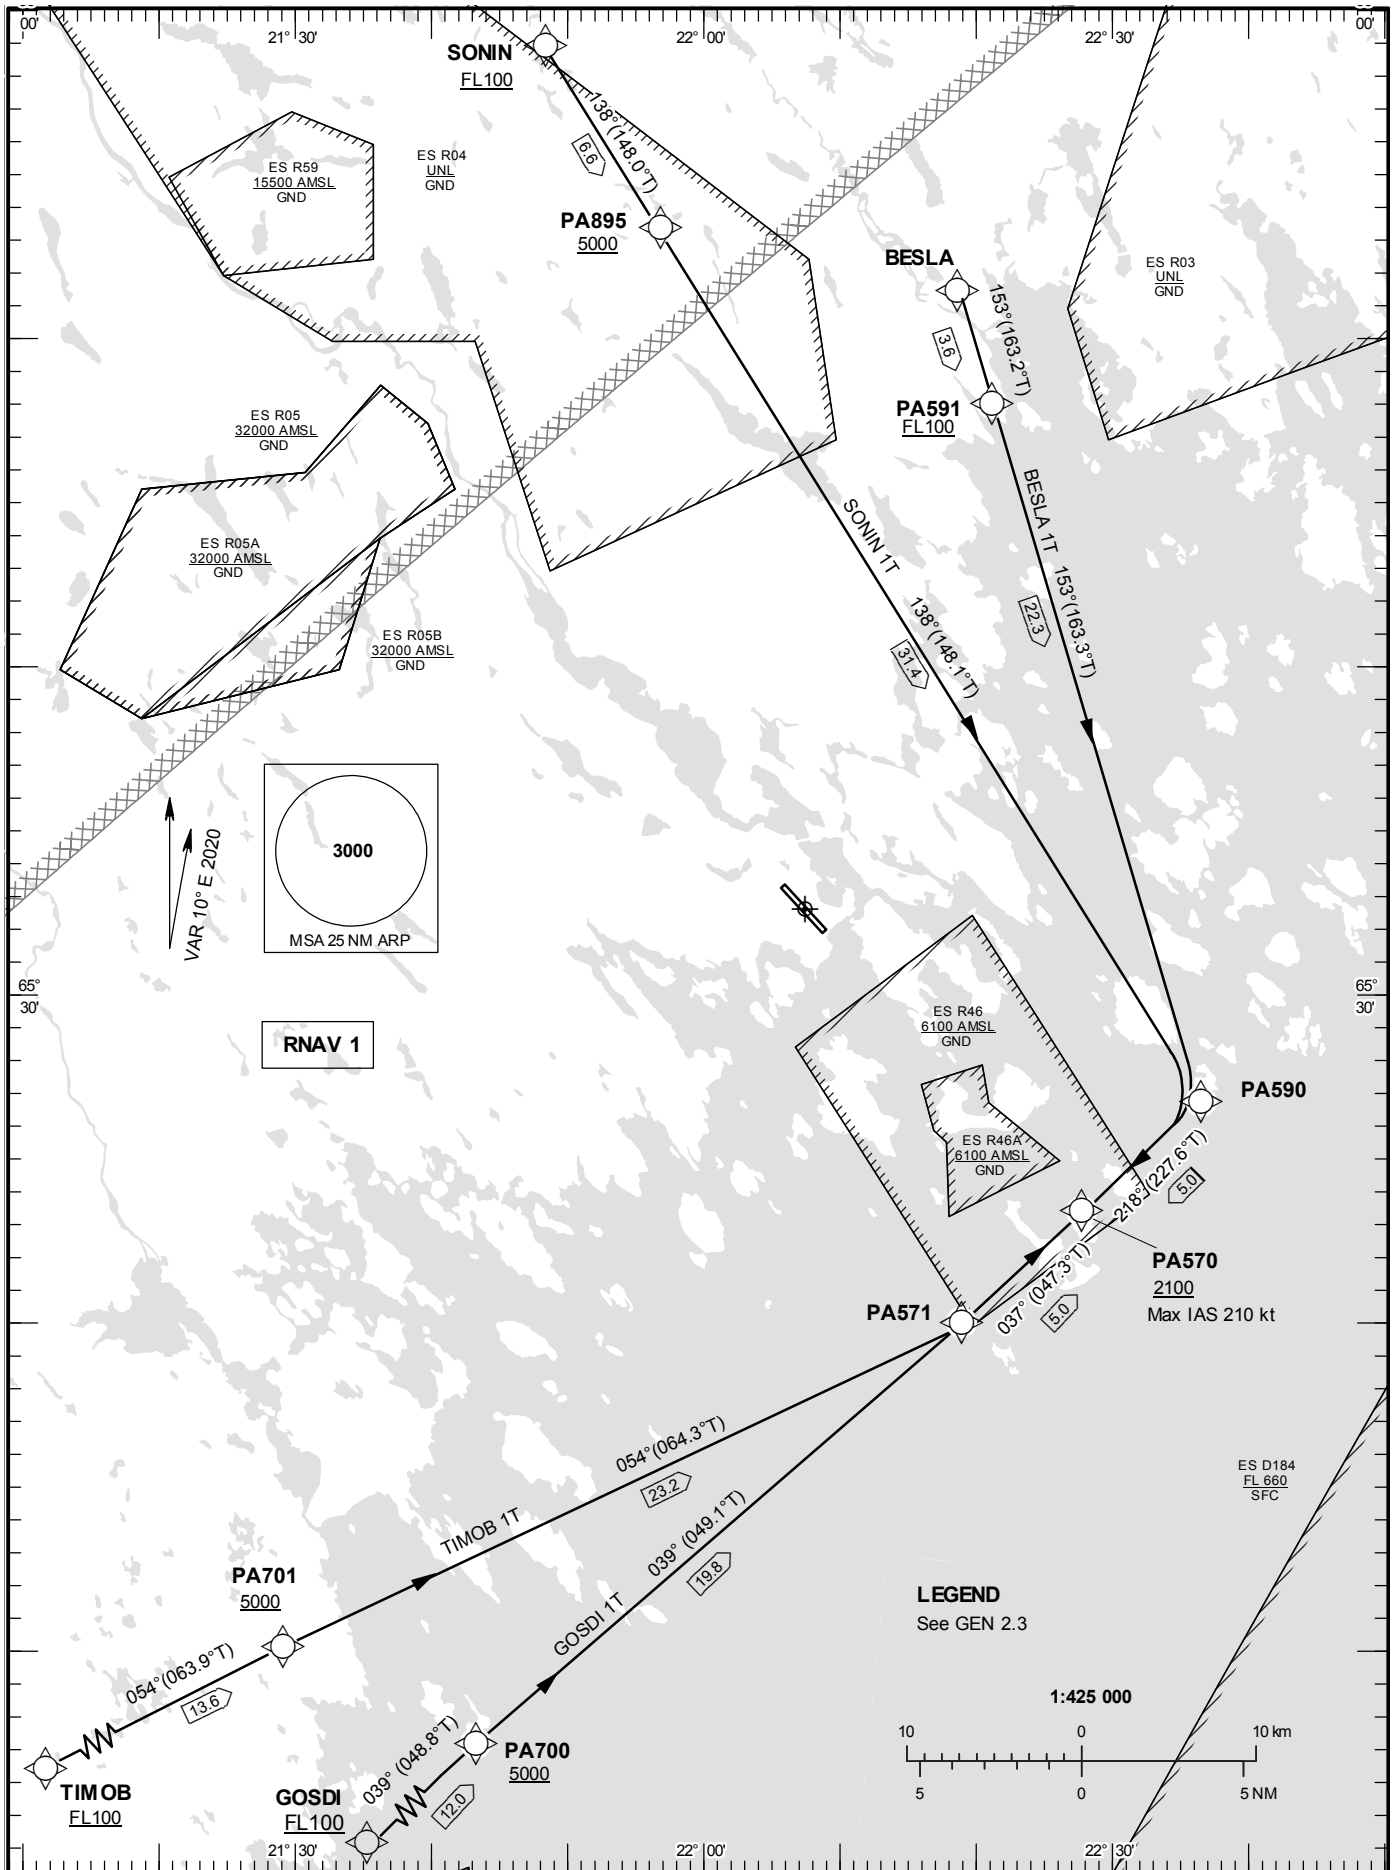 00'
21° 30'
22° 00'
22° 30'
00'
SONIN
FL100
138° (148.0°T)
6.6
ES R59
15500 AMSL
GND
ES R04
UNL
GND
PA895
5000
BESLA
153° (163.2°T)
3.6
ES R03
UNL
GND
PA591
FL100
ES R05
32000 AMSL
GND
BESLA 1T
SONIN 1T
ES R05A
32000 AMSL
GND
153° (163.3°T)
22.3
138° (148.1°T)
31.4
ES R05B
32000 AMSL
GND
VAR 10° E 2020
3000
MSA 25 NM ARP
65°
30'
65°
30'
RNAV 1
ES R46
6100 AMSL
GND
PA590
ES R46A
6100 AMSL
GND
218° (227.6°T)
5.0
PA570
2100
Max IAS 210 kt
037° (047.3°T)
5.0
PA571
054° (064.3°T)
23.2
TIMOB 1T
039° (049.1°T)
19.8
GOSDI 1T
ES D184
FL 660
SFC
PA701
5000
054° (063.9°T)
13.6
LEGEND
See GEN 2.3
1:425 000
10 0 10 km
5 0 5 NM
039° (048.8°T)
12.0
PA700
5000
TIMOB
FL100
GOSDI
FL100
21° 30'
22° 00'
22° 30'